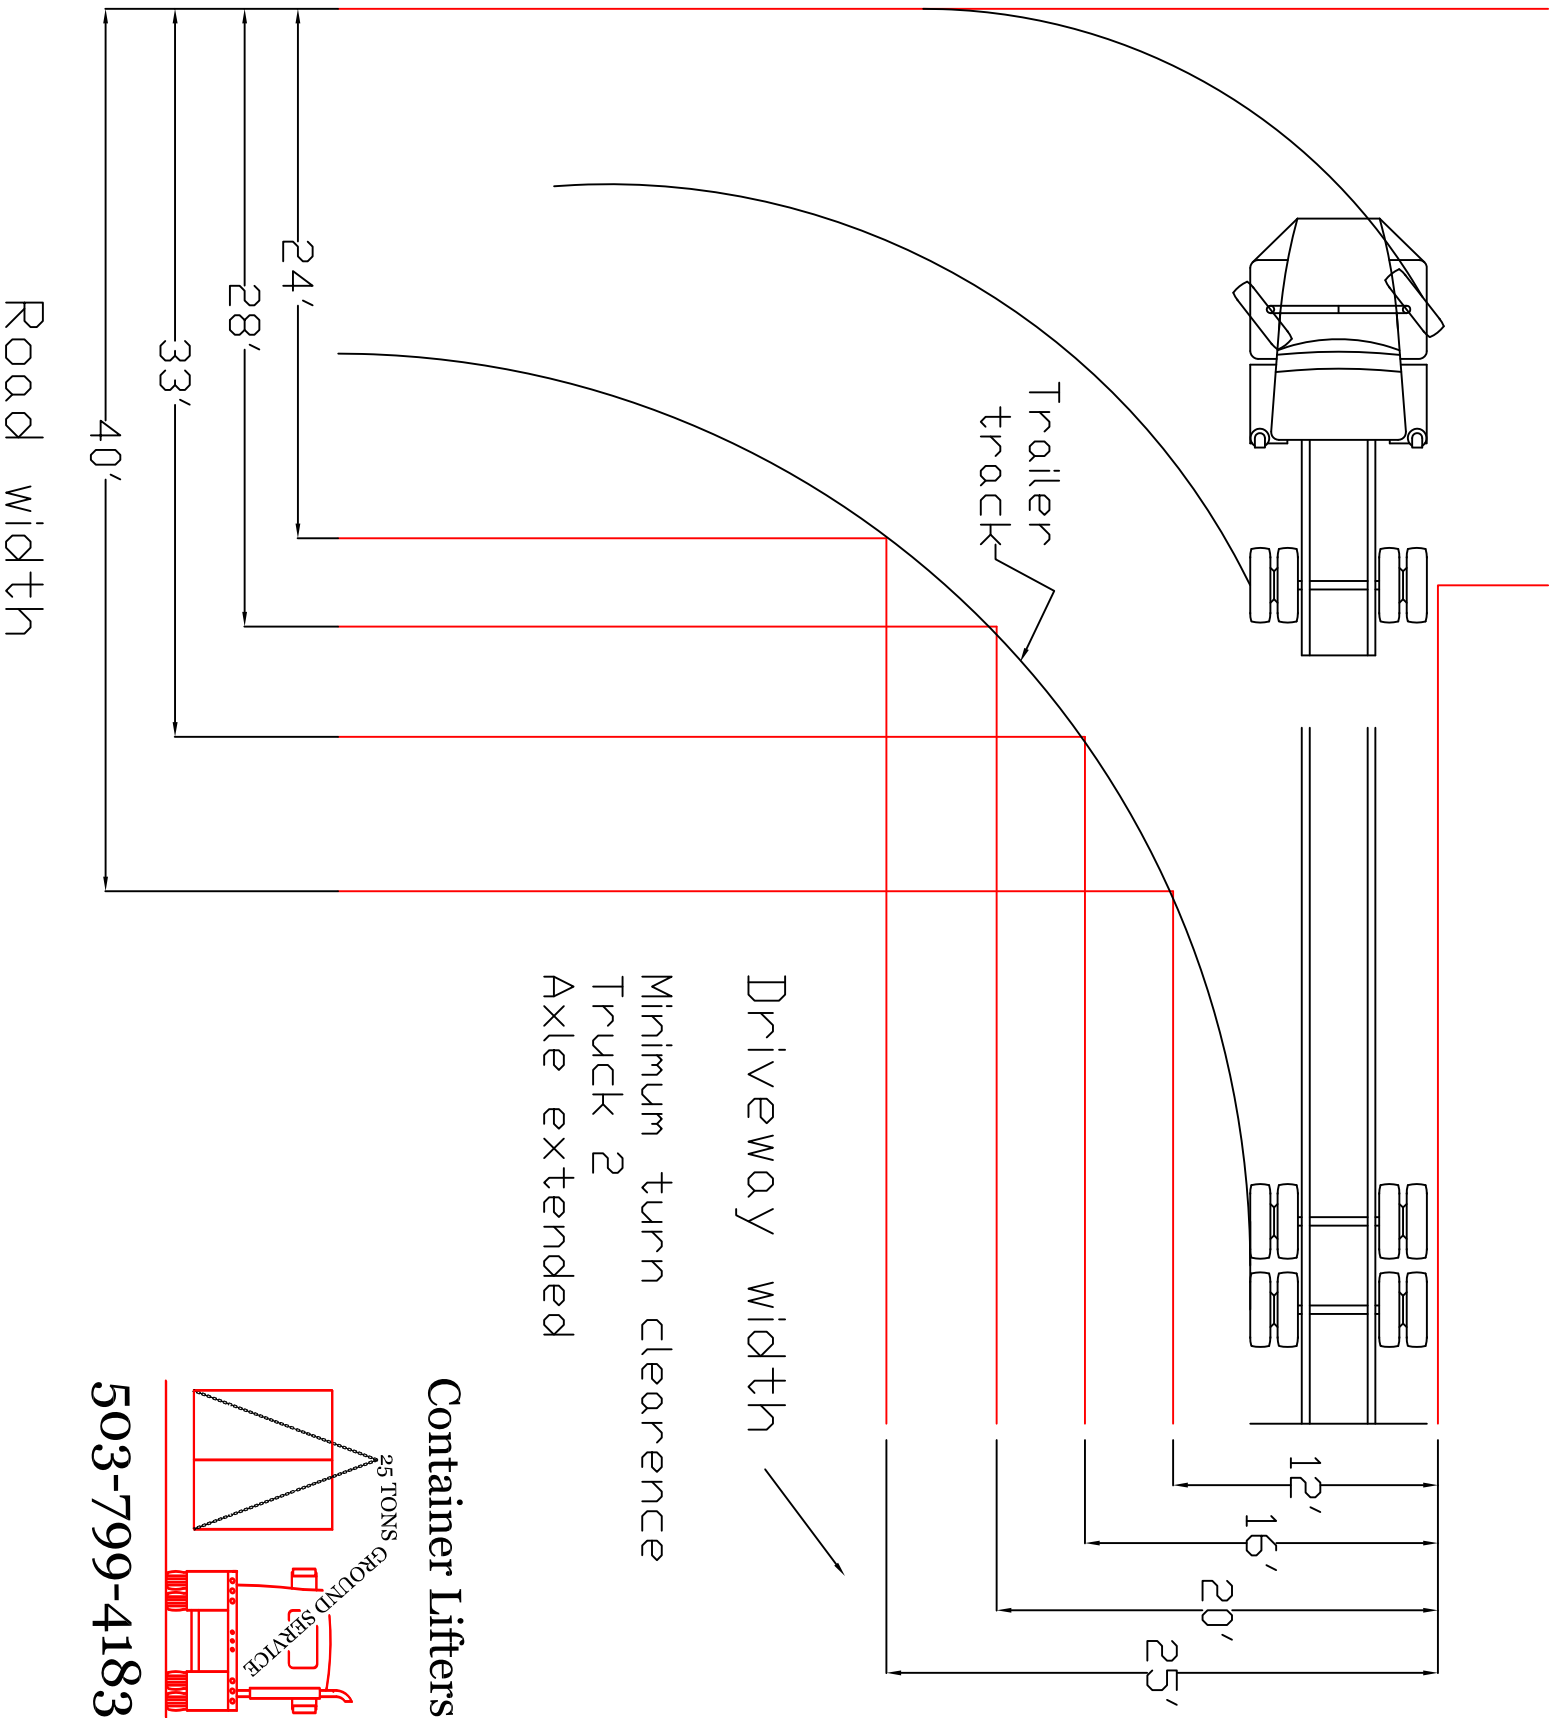 Trailer
track
24'
28'
33'
40'
Road width
12'
16'
20'
25'
Driveway width
Minimum turn clearence
Truck 2
Axle extended
Container Lifters
25 TONS GROUND SERVICE
503-799-4183